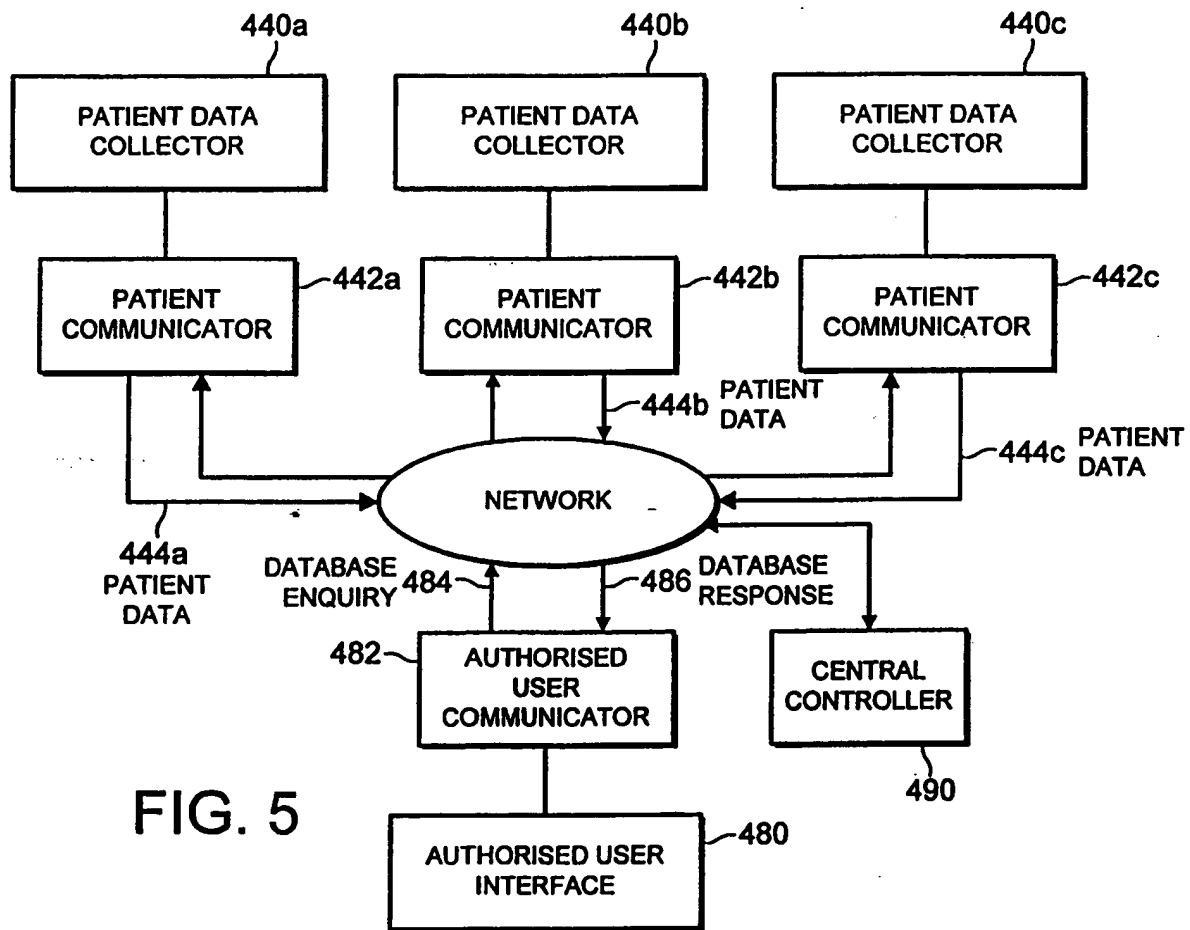 440a
440b
440c
PATIENT DATA
COLLECTOR
PATIENT DATA
COLLECTOR
PATIENT DATA
COLLECTOR
442a
442b
442c
PATIENT
COMMUNICATOR
PATIENT
COMMUNICATOR
PATIENT
COMMUNICATOR
444b
PATIENT
DATA
444c
PATIENT
DATA
NETWORK
444a
PATIENT
DATA
DATABASE
ENQUIRY
484
486
DATABASE
RESPONSE
482
AUTHORISED
USER
COMMUNICATOR
CENTRAL
CONTROLLER
490
FIG. 5
480
AUTHORISED USER
INTERFACE